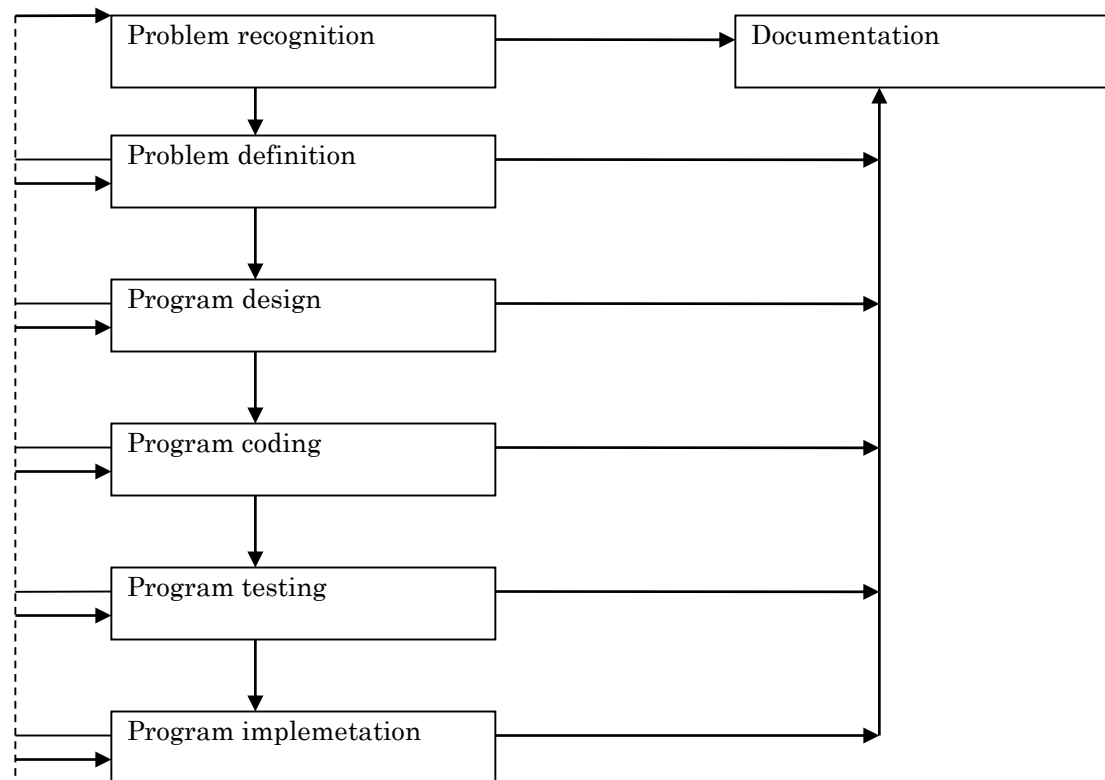 Problem recognition
Documentation
Problem definition
Program design
Program coding
Program testing
Program implemetation